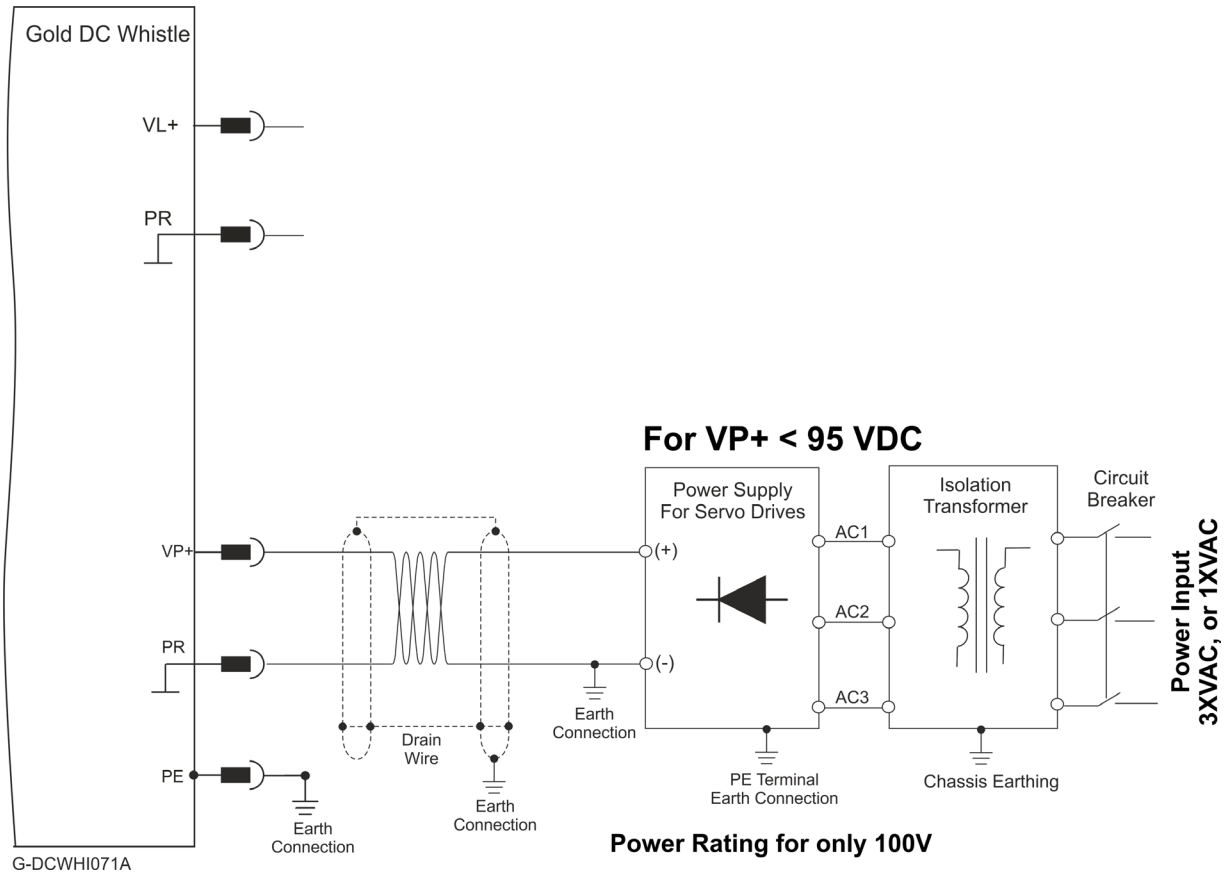 Gold DC Whistle
VL+
PR
For VP+ < 95 VDC
Power Supply
For Servo Drives
Isolation
Transformer
Circuit
Breaker
VP+
(+)
AC1
AC2
PR
(-)
AC3
Earth
Connection
Drain
Wire
PE
Earth
Connection
Earth
Connection
PE Terminal
Earth Connection
Chassis Earthing
Power Input
3XVAC, or 1XVAC
Power Rating for only 100V
G-DCWHI071A